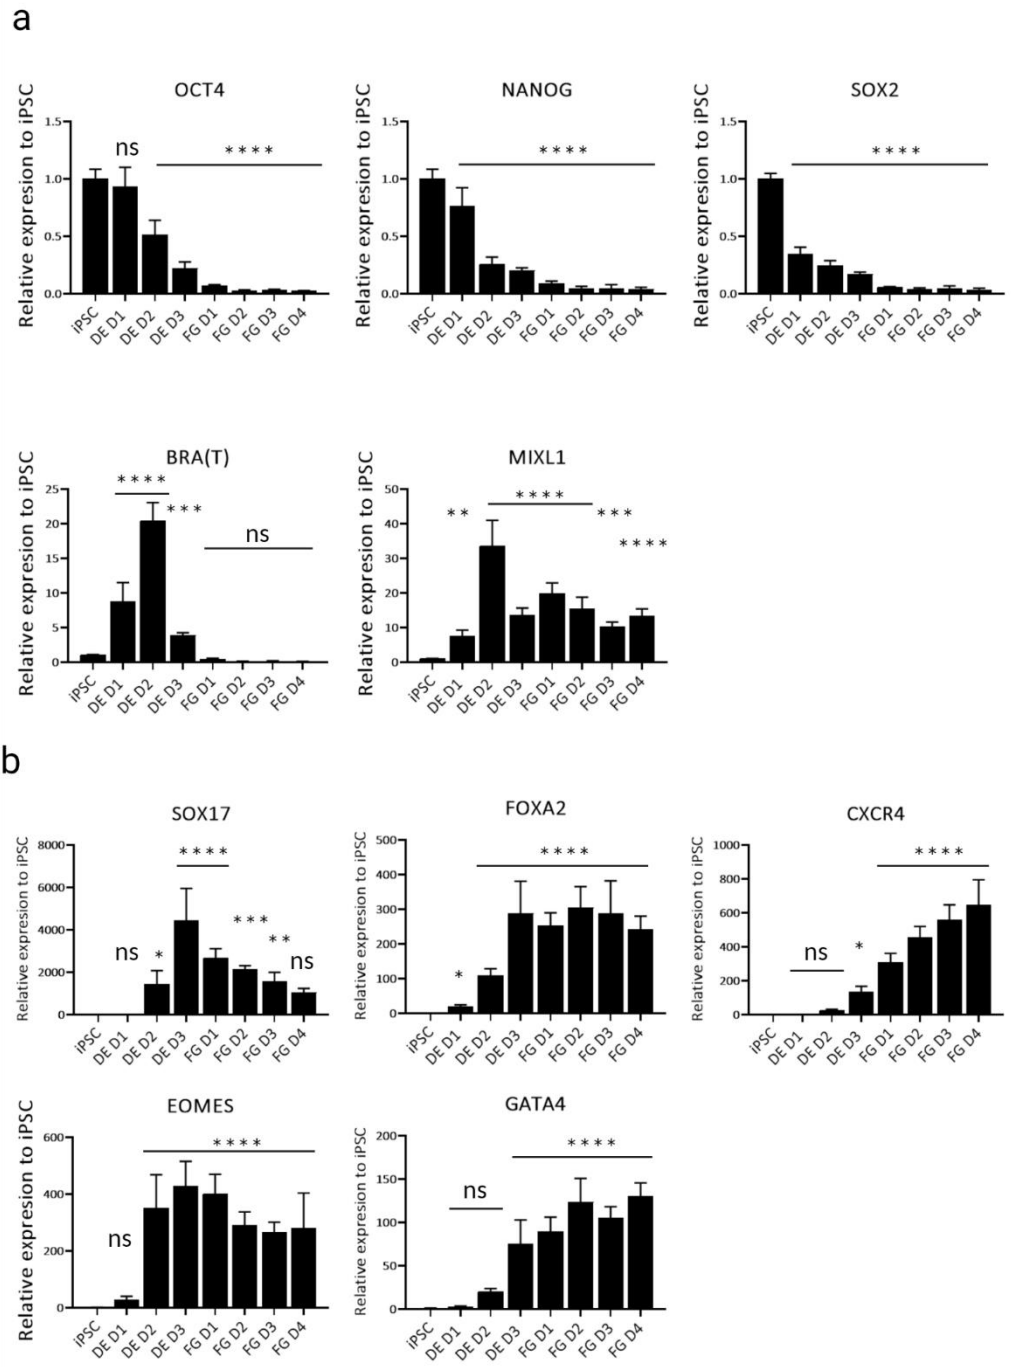 a
OCT4
Relative expresion to iPSC
1.5
1.0
0.5
0.0
ns
****
iPSC
DE D1
DE D2
DE D3
FG D1
FG D2
FG D3
FG D4
NANOG
Relative expresion to iPSC
1.5
1.0
0.5
0.0
****
iPSC
DE D1
DE D2
DE D3
FG D1
FG D2
FG D3
FG D4
SOX2
Relative expresion to iPSC
1.5
1.0
0.5
0.0
****
iPSC
DE D1
DE D2
DE D3
FG D1
FG D2
FG D3
FG D4
BRA(T)
Relative expresion to iPSC
25
20
15
10
5
0
****
***
ns
iPSC
DE D1
DE D2
DE D3
FG D1
FG D2
FG D3
FG D4
MIXL1
Relative expresion to iPSC
50
40
30
20
10
0
**
****
***
****
iPSC
DE D1
DE D2
DE D3
FG D1
FG D2
FG D3
FG D4
b
SOX17
Relative expresion to iPSC
8000
6000
4000
2000
0
ns
*
****
***
**
ns
iPSC
DE D1
DE D2
DE D3
FG D1
FG D2
FG D3
FG D4
FOXA2
Relative expresion to iPSC
500
400
300
200
100
0
*
****
iPSC
DE D1
DE D2
DE D3
FG D1
FG D2
FG D3
FG D4
CXCR4
Relative expresion to iPSC
1000
800
600
400
200
0
ns
*
****
iPSC
DE D1
DE D2
DE D3
FG D1
FG D2
FG D3
FG D4
EOMES
Relative expresion to iPSC
600
400
200
0
ns
****
iPSC
DE D1
DE D2
DE D3
FG D1
FG D2
FG D3
FG D4
GATA4
Relative expresion to iPSC
200
150
100
50
0
ns
****
iPSC
DE D1
DE D2
DE D3
FG D1
FG D2
FG D3
FG D4